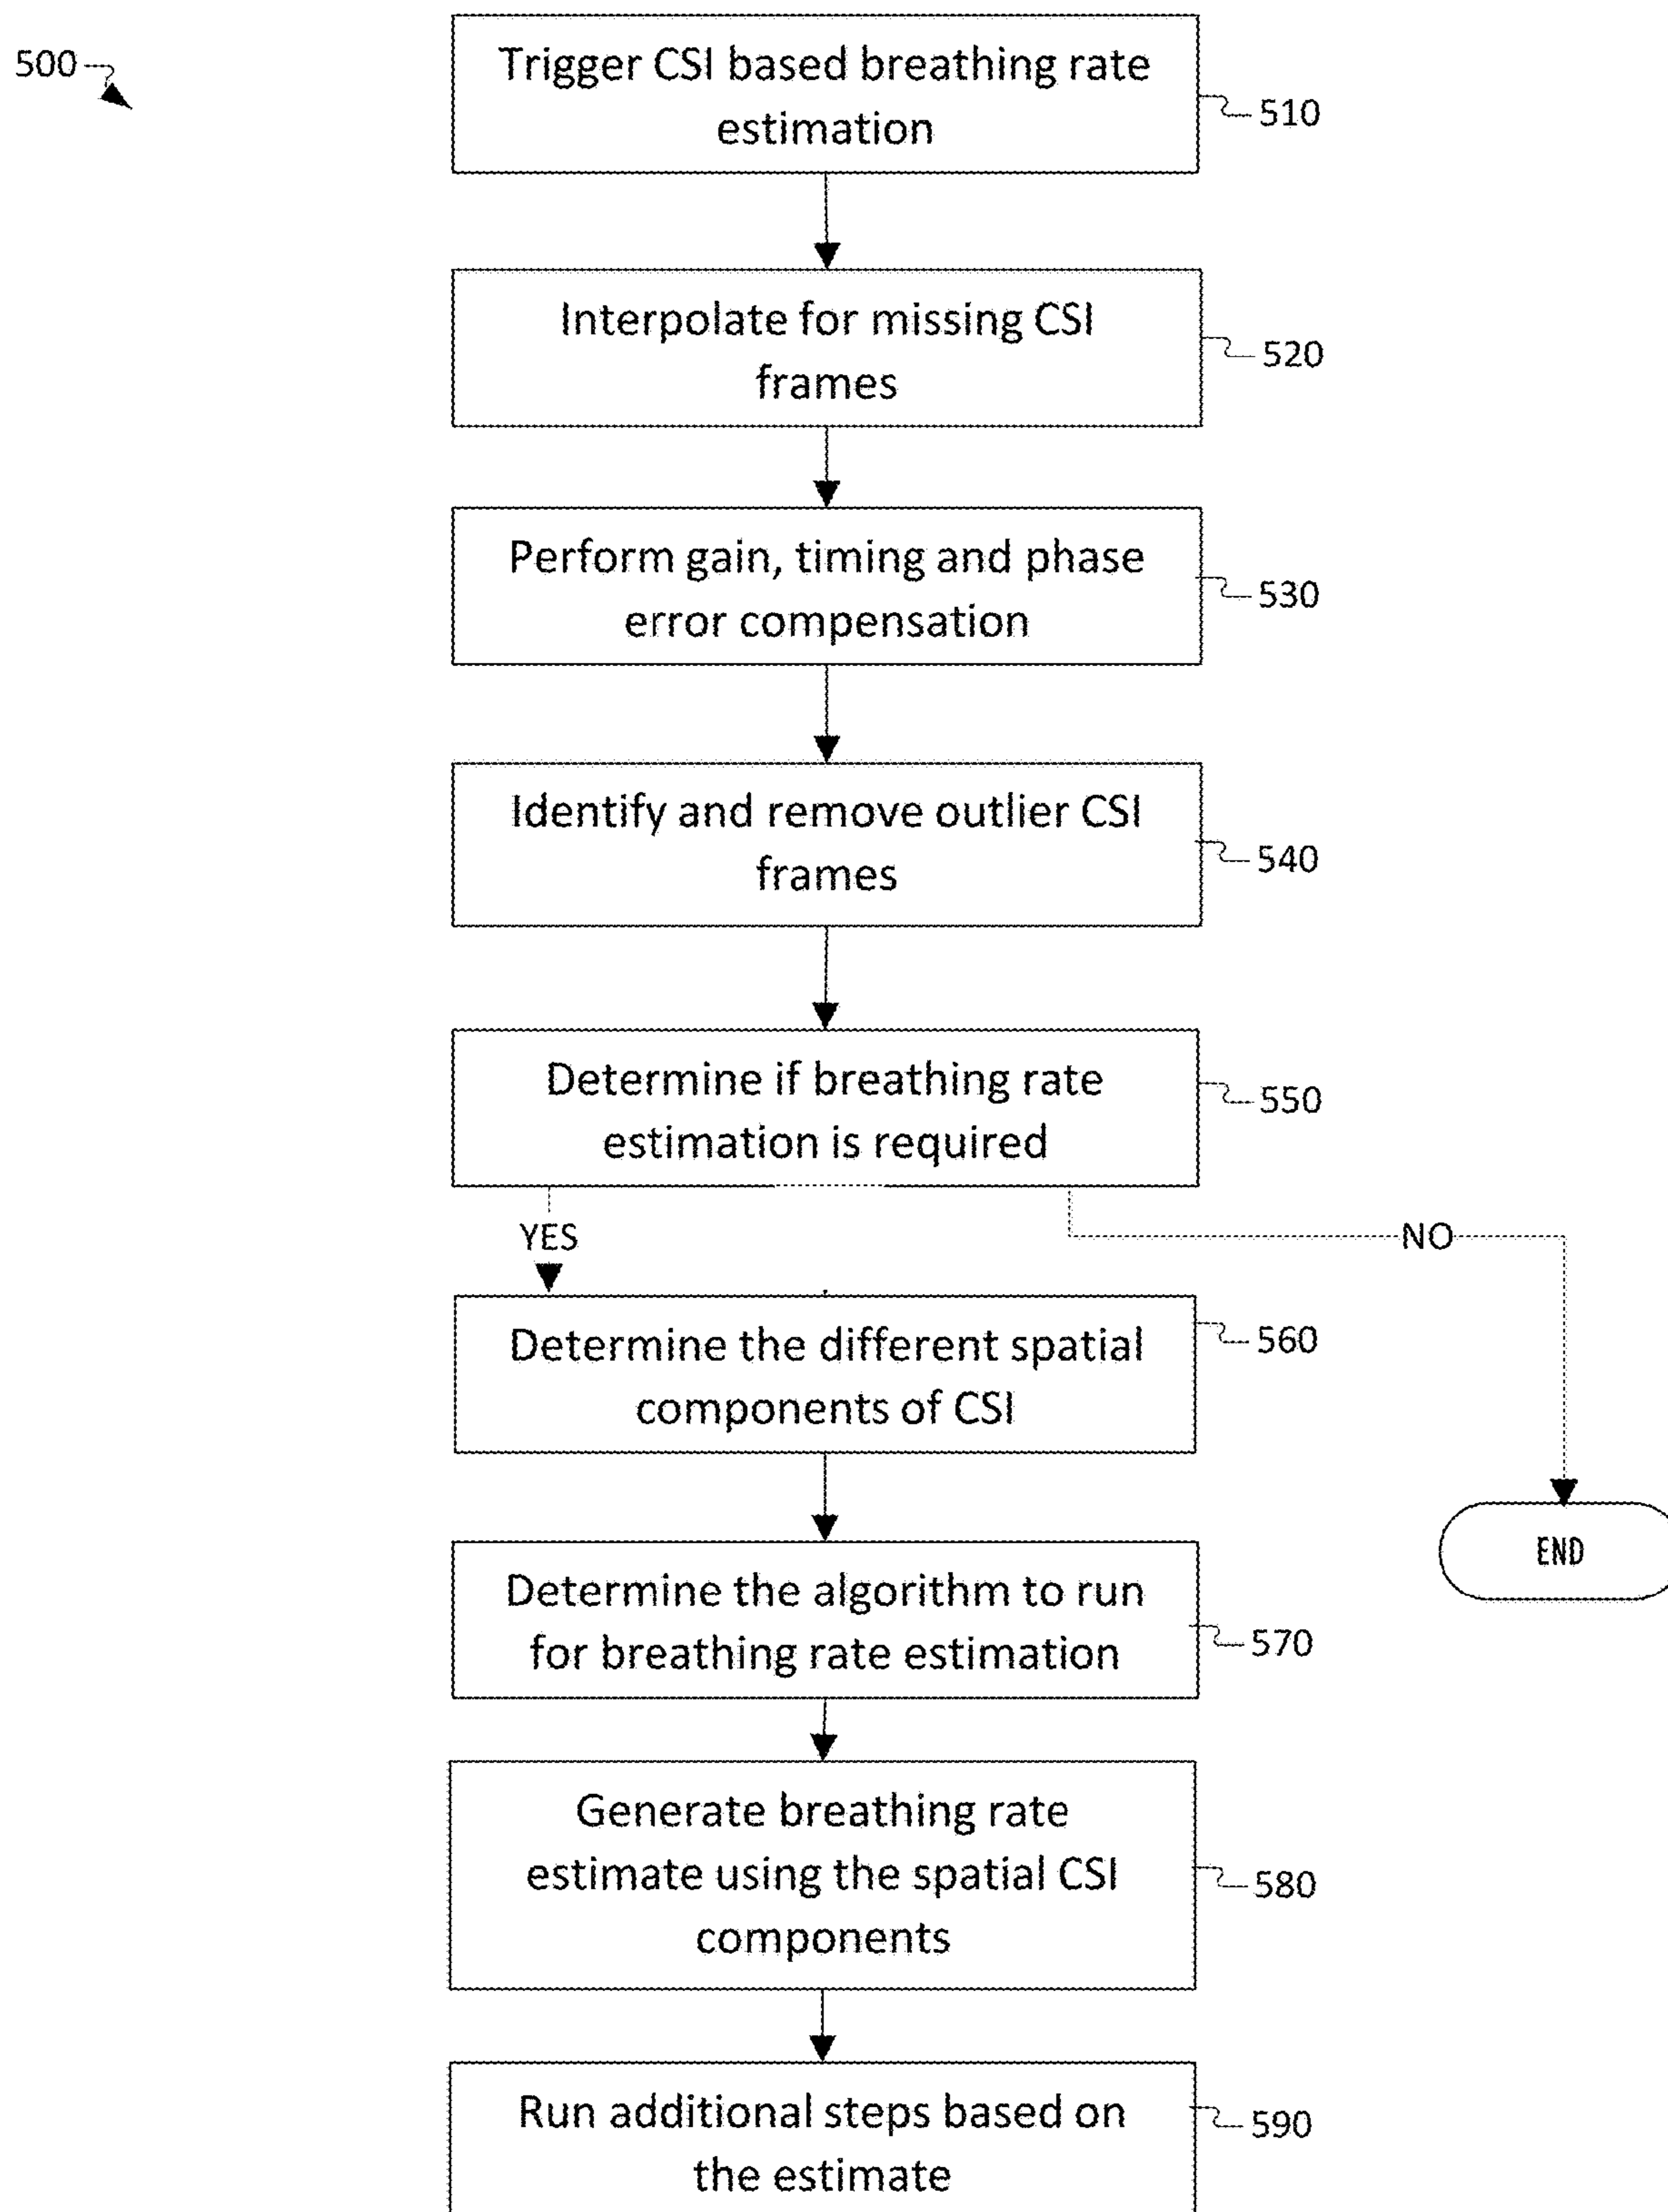 500
Trigger CSI based breathing rate
estimation
510
Interpolate for missing CSI
frames
520
Perform gain, timing and phase
error compensation
530
Identify and remove outlier CSI
frames
540
Determine if breathing rate
estimation is required
550
YES
NO
Determine the different spatial
components of CSI
560
END
Determine the algorithm to run
for breathing rate estimation
570
Generate breathing rate
estimate using the spatial CSI
components
580
Run additional steps based on
the estimate
590